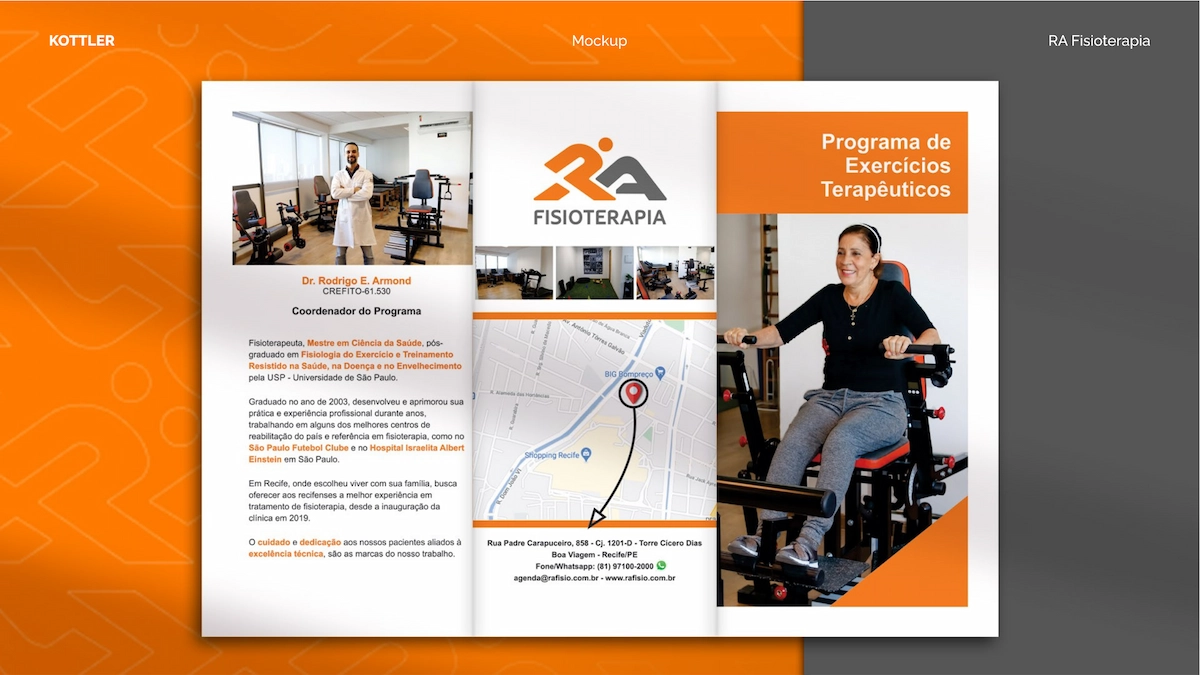 KOTTLER
Mockup
RA Fisioterapia
Dr. Rodrigo E. Armond
CREFITO-61.530
Coordenador do Programa
Fisioterapeuta, Mestre em Ciência da Saúde, pós-
graduado em Fisiologia do Exercício e Treinamento
Resistido na Saúde, na Doença e no Envelhecimento
pela USP - Universidade de São Paulo.
Graduado no ano de 2003, desenvolveu e aprimorou sua
prática e experiência profissional durante anos,
trabalhando em alguns dos melhores centros de
reabilitação do país e referência em fisioterapia, como no
São Paulo Futebol Clube e no Hospital Israelita Albert
Einstein em São Paulo.
Em Recife, onde escolheu viver com sua família, busca
oferecer aos recifenses a melhor experiência em
tratamento de fisioterapia, desde a inauguração da
clínica em 2019.
O cuidado e dedicação aos nossos pacientes aliados à
excelência técnica, são as marcas do nosso trabalho.
RA
FISIOTERAPIA
Av. Antônio Torres Galvão
BIG Bompreço
Shopping Recife
R. Dom João VI
Rua Padre Carapuceiro, 858 - Cj. 1201-D - Torre Cicero Dias
Boa Viagem - Recife/PE
Fone/Whatsapp: (81) 97100-2000
agenda@rafisio.com.br - www.rafisio.com.br
Programa de
Exercícios
Terapêuticos